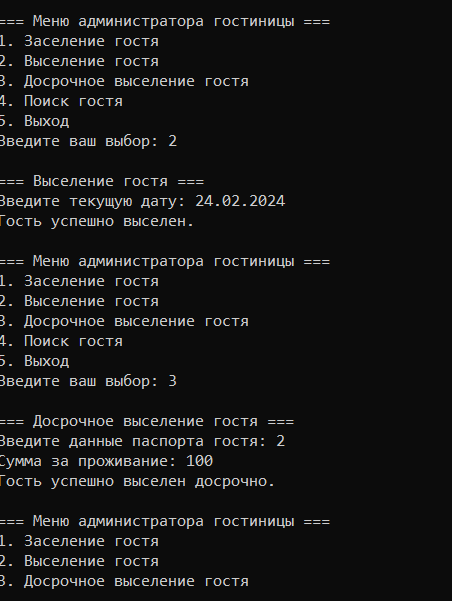 === Меню администратора гостиницы ===
1. Заселение гостя
2. Выселение гостя
3. Досрочное выселение гостя
4. Поиск гостя
5. Выход
Введите ваш выбор: 2
=== Выселение гостя ===
Введите текущую дату: 24.02.2024
Гость успешно выселен.
=== Меню администратора гостиницы ===
1. Заселение гостя
2. Выселение гостя
3. Досрочное выселение гостя
4. Поиск гостя
5. Выход
Введите ваш выбор: 3
=== Досрочное выселение гостя ===
Введите данные паспорта гостя: 2
Сумма за проживание: 100
Гость успешно выселен досрочно.
=== Меню администратора гостиницы ===
1. Заселение гостя
2. Выселение гостя
3. Досрочное выселение гостя